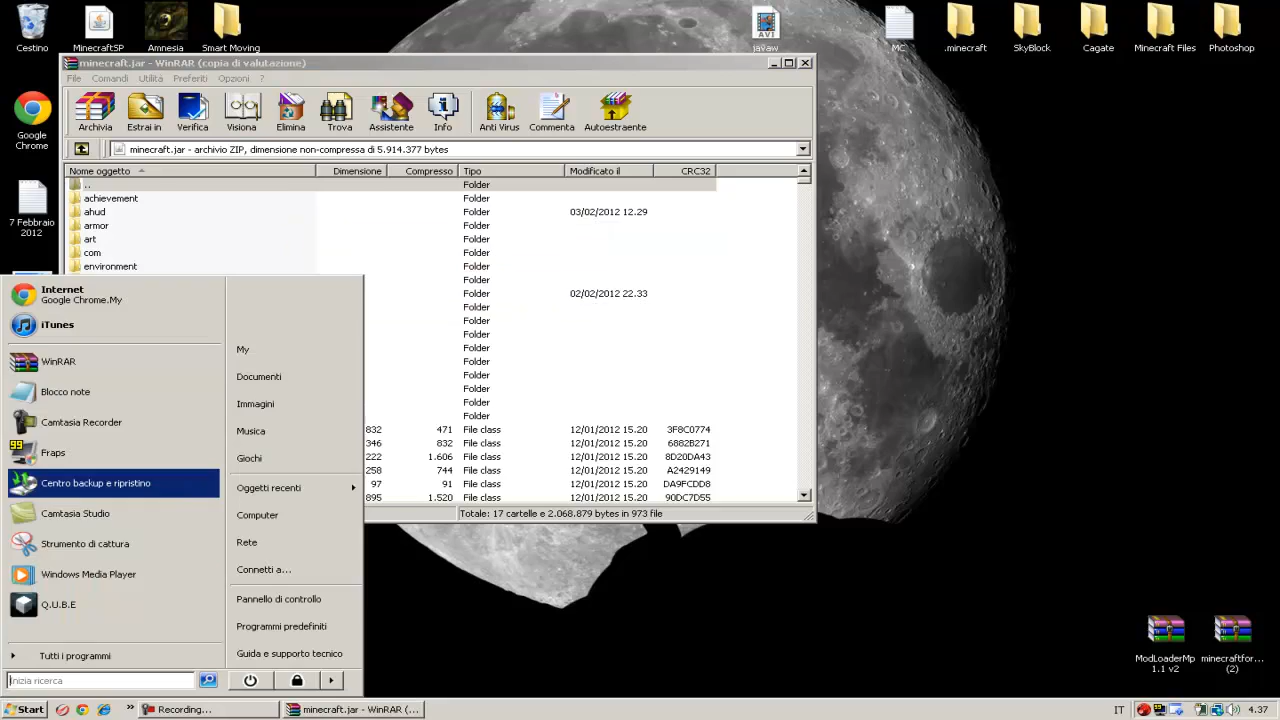 Cestino
MinecraftSP
Amnesia
Smart Moving
javaw
MC
.minecraft
SkyBlock
Cagate
Minecraft Files
Photoshop
AVI
minecraft.jar - WinRAR (copia di valutazione)
File Comandi Utilità Preferiti Opzioni ?
Archivia Estrai in Verifica Visiona Elimina Trova Assistente Info Anti Virus Commenta Autoestraente
Google
Chrome
minecraft.jar - archivio ZIP, dimensione non-compressa di 5.914.377 bytes
Nome oggetto Dimensione Compresso Tipo Modificato il CRC32
.. Folder
achievement Folder
ahud Folder 03/02/2012 12.29
armor Folder
art Folder
com Folder
environment Folder
7 Febbraio
2012
Folder
Folder 02/02/2012 22.33
Folder
Folder
Folder
Folder
Folder
Folder
Folder
Folder
Folder
832 471 File class 12/01/2012 15.20 3F8C0774
346 832 File class 12/01/2012 15.20 6882B271
222 1.606 File class 12/01/2012 15.20 8D20DA43
258 744 File class 12/01/2012 15.20 A2429149
97 91 File class 12/01/2012 15.20 DA9FCDD8
895 1.520 File class 12/01/2012 15.20 90DC7D55
Totale: 17 cartelle e 2.068.879 bytes in 973 file
Internet
Google Chrome.My
iTunes
WinRAR
Blocco note
Camtasia Recorder
99
Fraps
Centro backup e ripristino
Camtasia Studio
Strumento di cattura
Windows Media Player
Q.U.B.E
Tutti i programmi
Inizia ricerca
My
Documenti
Immagini
Musica
Giochi
Oggetti recenti
Computer
Rete
Connetti a...
Pannello di controllo
Programmi predefiniti
Guida e supporto tecnico
ModLoaderMp
1.1 v2
minecraftfor...
(2)
Start
Recording...
minecraft.jar - WinRAR (...
IT
4.37